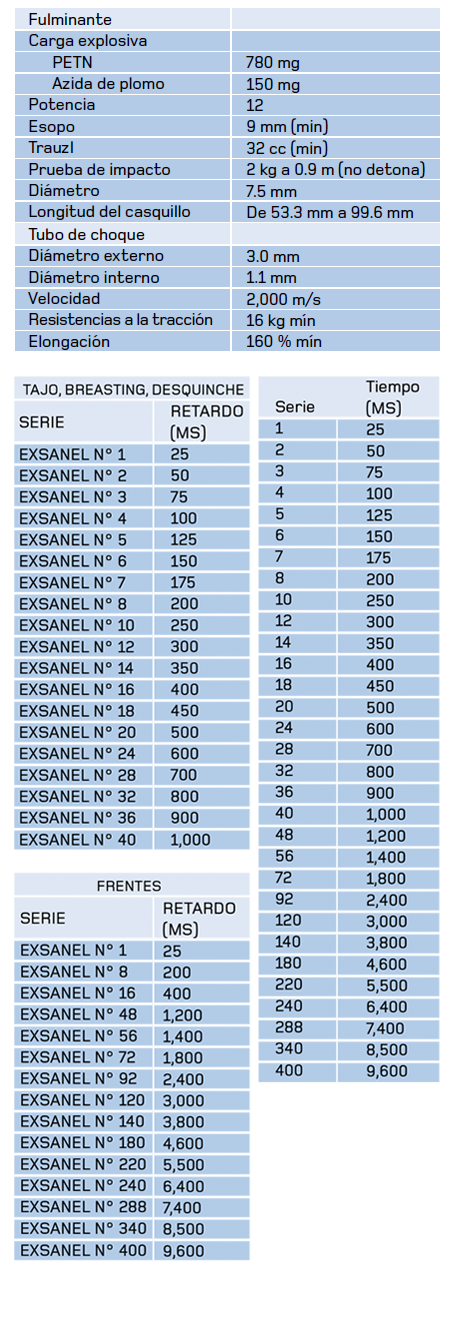 Fulminante
Carga explosiva
PETN 780 mg
Azida de plomo 150 mg
Potencia 12
Esopo 9 mm (min)
Trauzl 32 cc (min)
Prueba de impacto 2 kg a 0.9 m (no detona)
Diámetro 7.5 mm
Longitud del casquillo De 53.3 mm a 99.6 mm
Tubo de choque
Diámetro externo 3.0 mm
Diámetro interno 1.1 mm
Velocidad 2,000 m/s
Resistencias a la tracción 16 kg mín
Elongación 160 % mín
TAJO, BREASTING, DESQUINCHE
SERIE RETARDO
(MS)
EXSANEL N° 1 25
EXSANEL N° 2 50
EXSANEL N° 3 75
EXSANEL N° 4 100
EXSANEL N° 5 125
EXSANEL N° 6 150
EXSANEL N° 7 175
EXSANEL N° 8 200
EXSANEL N° 10 250
EXSANEL N° 12 300
EXSANEL N° 14 350
EXSANEL N° 16 400
EXSANEL N° 18 450
EXSANEL N° 20 500
EXSANEL N° 24 600
EXSANEL N° 28 700
EXSANEL N° 32 800
EXSANEL N° 36 900
EXSANEL N° 40 1,000
FRENTES
SERIE RETARDO
(MS)
EXSANEL N° 1 25
EXSANEL N° 8 200
EXSANEL N° 16 400
EXSANEL N° 48 1,200
EXSANEL N° 56 1,400
EXSANEL N° 72 1,800
EXSANEL N° 92 2,400
EXSANEL N° 120 3,000
EXSANEL N° 140 3,800
EXSANEL N° 180 4,600
EXSANEL N° 220 5,500
EXSANEL N° 240 6,400
EXSANEL N° 288 7,400
EXSANEL N° 340 8,500
EXSANEL N° 400 9,600
Serie Tiempo
(MS)
1 25
2 50
3 75
4 100
5 125
6 150
7 175
8 200
10 250
12 300
14 350
16 400
18 450
20 500
24 600
28 700
32 800
36 900
40 1,000
48 1,200
56 1,400
72 1,800
92 2,400
120 3,000
140 3,800
180 4,600
220 5,500
240 6,400
288 7,400
340 8,500
400 9,600